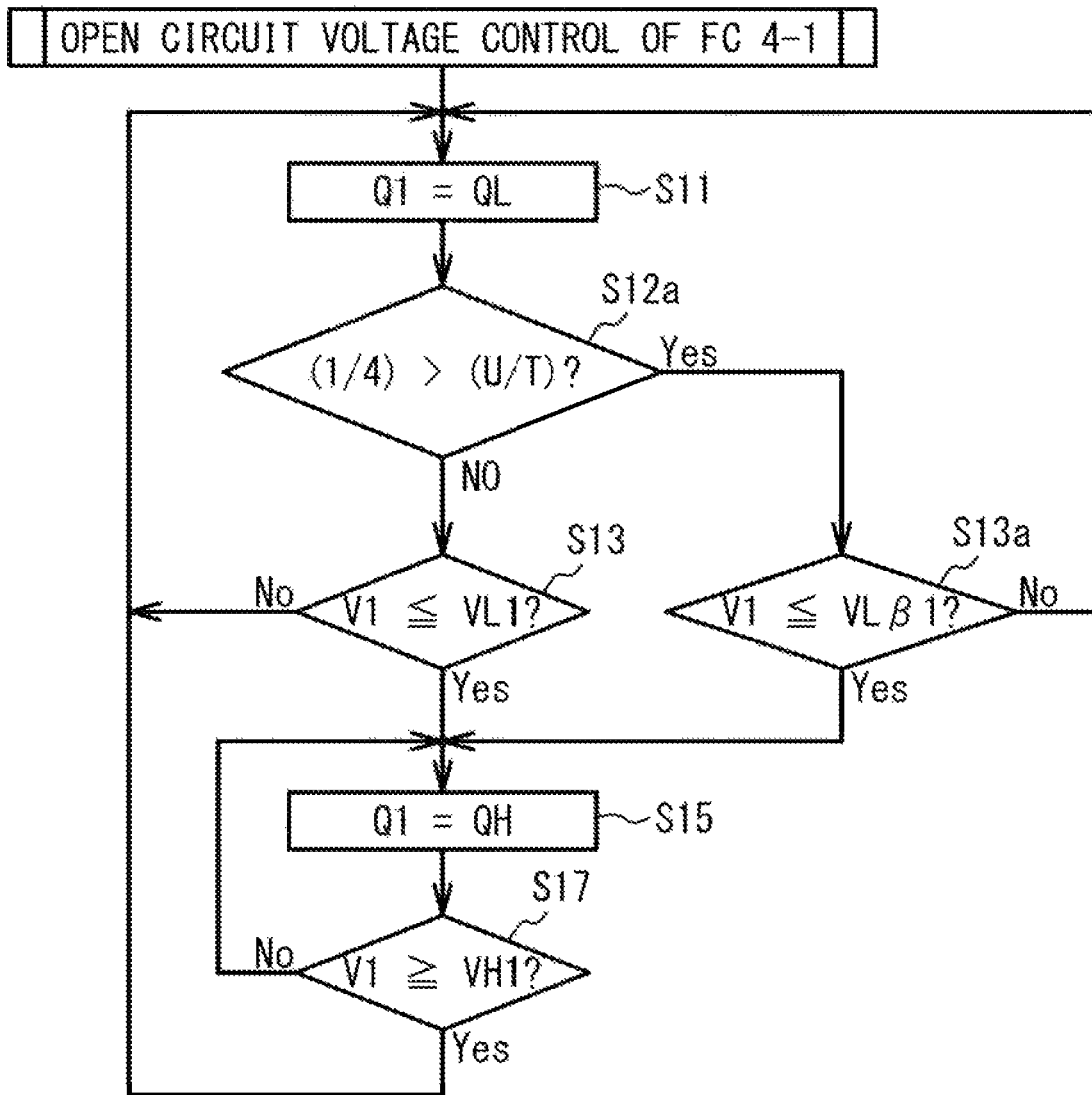 OPEN CIRCUIT VOLTAGE CONTROL OF FC 4-1
Q1 = QL
S11
S12a
(1/4) > (U/T)?
Yes
NO
S13
S13a
No
V1 ≦ VL1?
V1 ≦ VLβ1?
No
Yes
Yes
Q1 = QH
S15
S17
No
V1 ≧ VH1?
Yes